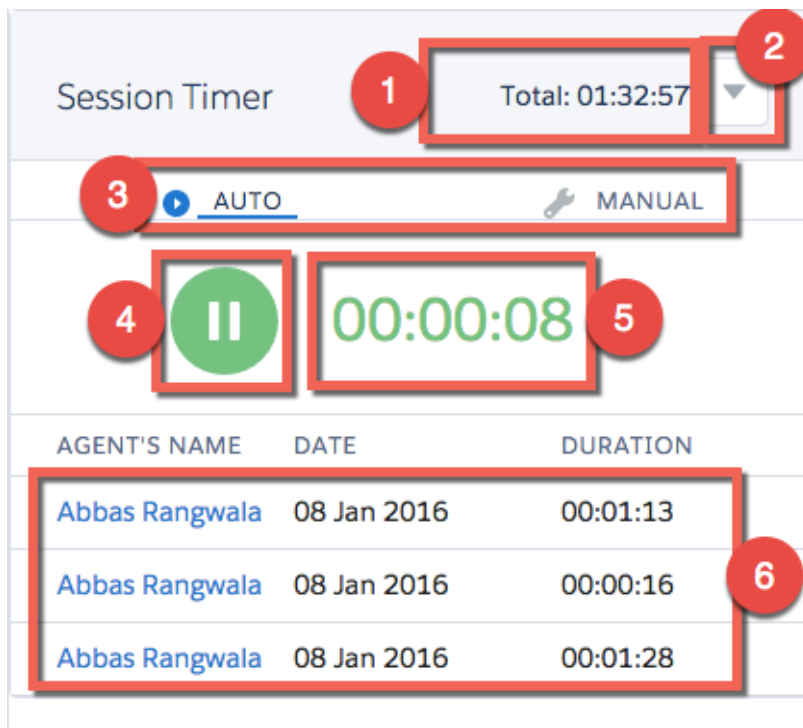 2
Session Timer 1 Total: 01:32:57
3 AUTO MANUAL
4 00:00:08 5
AGENT'S NAME DATE DURATION
Abbas Rangwala 08 Jan 2016 00:01:13
Abbas Rangwala 08 Jan 2016 00:00:16 6
Abbas Rangwala 08 Jan 2016 00:01:28